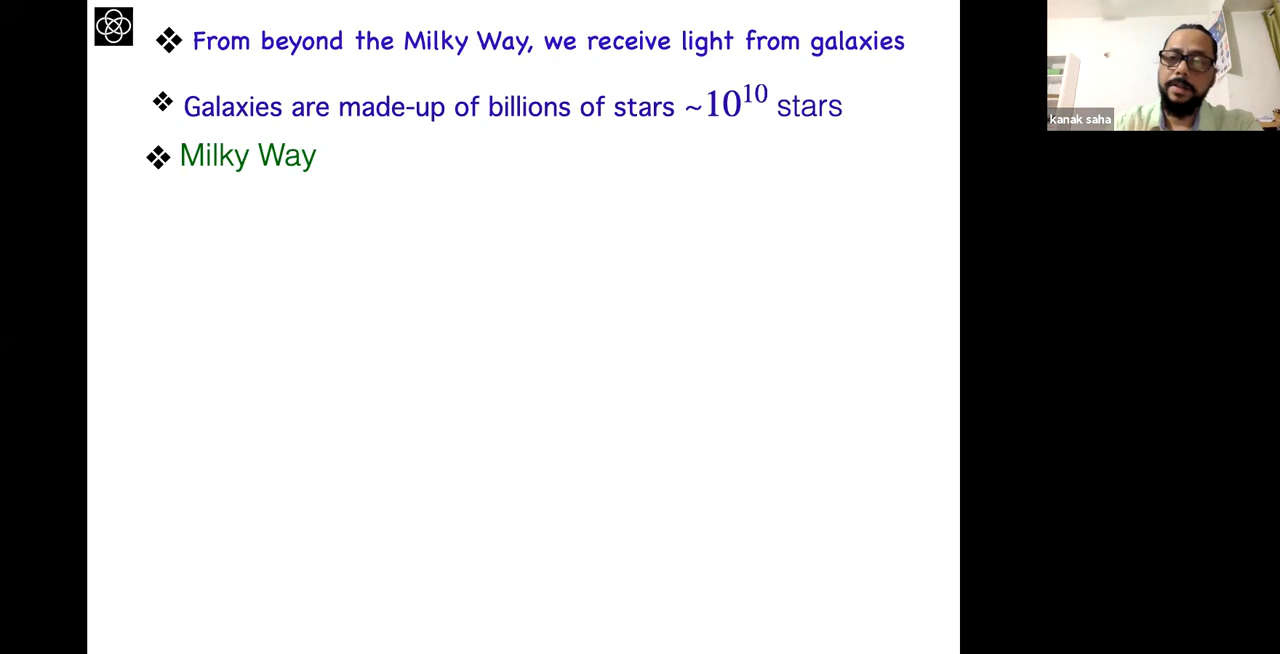 From beyond the Milky Way, we receive light from galaxies
Galaxies are made-up of billions of stars ~10^10 stars
Milky Way
kanak saha